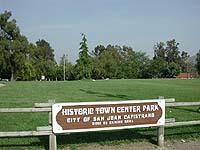 HISTORIC TOWN CENTER PARK
CITY OF SAN JUAN CAPISTRANO